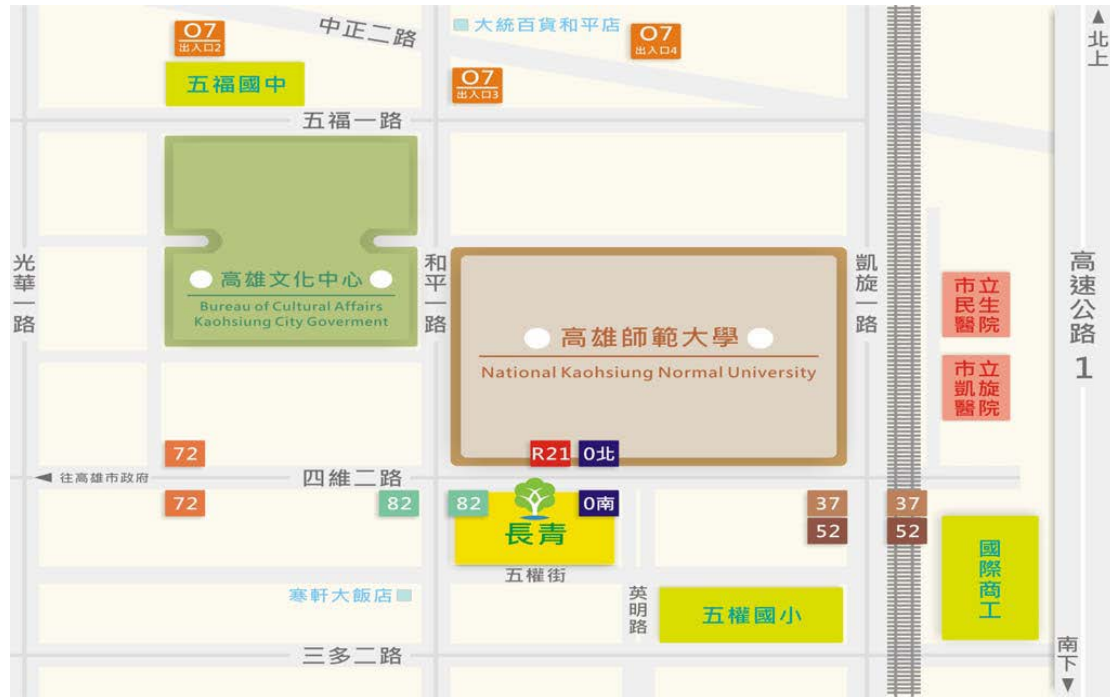 O7
出入口2
中正二路
大統百貨和平店
O7
出入口4
北上
五福國中
O7
出入口3
五福一路
光華一路
高雄文化中心
Bureau of Cultural Affairs
Kaohsiung City Goverment
和平一路
高雄師範大學
National Kaohsiung Normal University
凱旋一路
市立
民生
醫院
市立
凱旋
醫院
高速公路 1
72
R21
0北
往高雄市政府
四維二路
72
82
82
0南
37
37
52
52
長青
國際商工
五權街
寒軒大飯店
英明路
五權國小
三多二路
南下